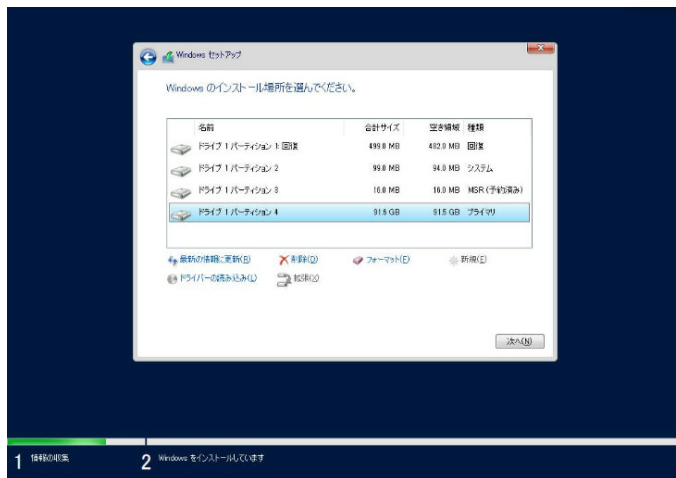 Windows セットアップ
Windows のインストール場所を選んでください。
名前 合計サイズ 空き領域 種類
ドライブ 1 パーティション 1: 回復 499.0 MB 482.0 MB 回復
ドライブ 1 パーティション 2 99.0 MB 94.0 MB システム
ドライブ 1 パーティション 3 16.0 MB 16.0 MB MSR (予約済み)
ドライブ 1 パーティション 4 91.5 GB 91.5 GB プライマリ
最新の情報に更新(R) 削除(D) フォーマット(F) 新規(E)
ドライバーの読み込み(L) 拡張(X)
次へ(N)
1 情報の収集 2 Windows をインストールしています